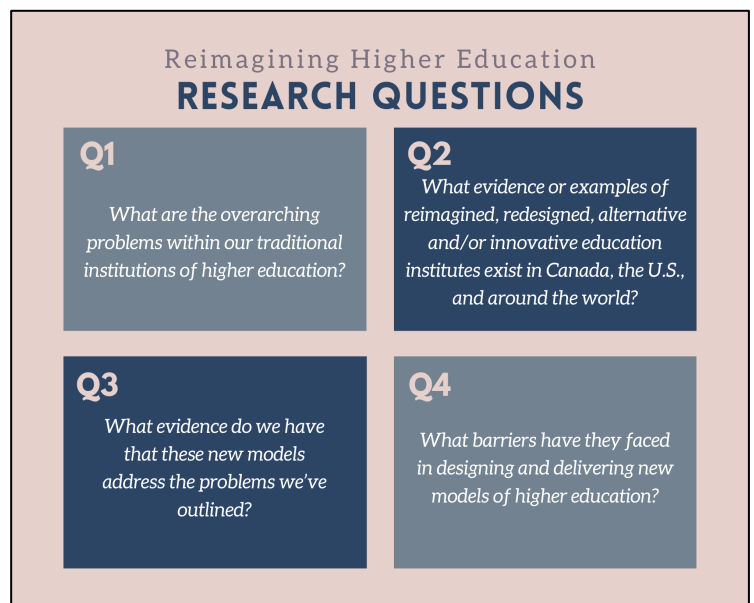 Reimagining Higher Education
RESEARCH QUESTIONS
Q1
What are the overarching
problems within our traditional
institutions of higher education?
Q2
What evidence or examples of
reimagined, redesigned, alternative
and/or innovative education
institutes exist in Canada, the U.S.,
and around the world?
Q3
What evidence do we have
that these new models
address the problems we've
outlined?
Q4
What barriers have they faced
in designing and delivering new
models of higher education?